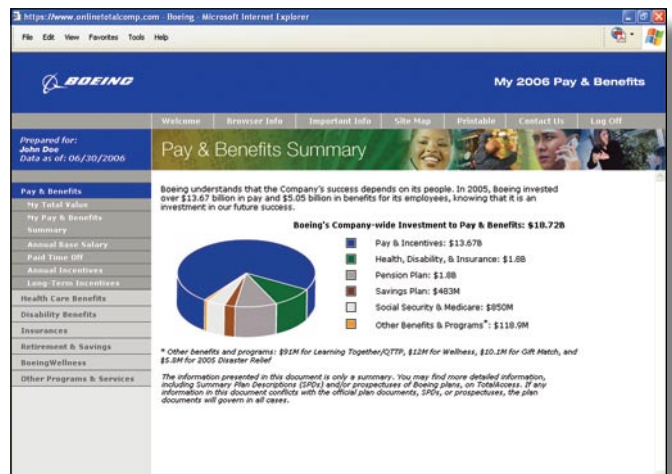 https://www.onlinetotalcomp.com - Boeing - Microsoft Internet Explorer
File Edit View Favorites Tools Help
BOEING
My 2006 Pay & Benefits
Welcome Browser Info Important Info Site Map Printable Contact Us Log Off
Prepared for:
John Doe
Data as of: 06/30/2006
Pay & Benefits Summary
Pay & Benefits
My Total Value
My Pay & Benefits
Summary
Annual Base Salary
Paid Time Off
Annual Incentives
Long-Term Incentives
Health Care Benefits
Disability Benefits
Insurances
Retirement & Savings
BoeingWellness
Other Programs & Services
Boeing understands that the Company's success depends on its people. In 2005, Boeing invested
over $13.67 billion in pay and $5.05 billion in benefits for its employees, knowing that it is an
investment in our future success.
Boeing's Company-wide Investment to Pay & Benefits: $18.72B
Pay & Incentives: $13.67B
Health, Disability, & Insurance: $1.8B
Pension Plan: $1.8B
Savings Plan: $483M
Social Security & Medicare: $850M
Other Benefits & Programs*: $118.9M
* Other benefits and programs: $91M for Learning Together/QTTP, $12M for Wellness, $10.1M for Gift Match, and
$5.8M for 2005 Disaster Relief
The information presented in this document is only a summary. You may find more detailed information,
including Summary Plan Descriptions (SPDs) and/or prospectuses of Boeing plans, on TotalAccess. If any
information in this document conflicts with the official plan documents, SPDs, or prospectuses, the plan
documents will govern in all cases.